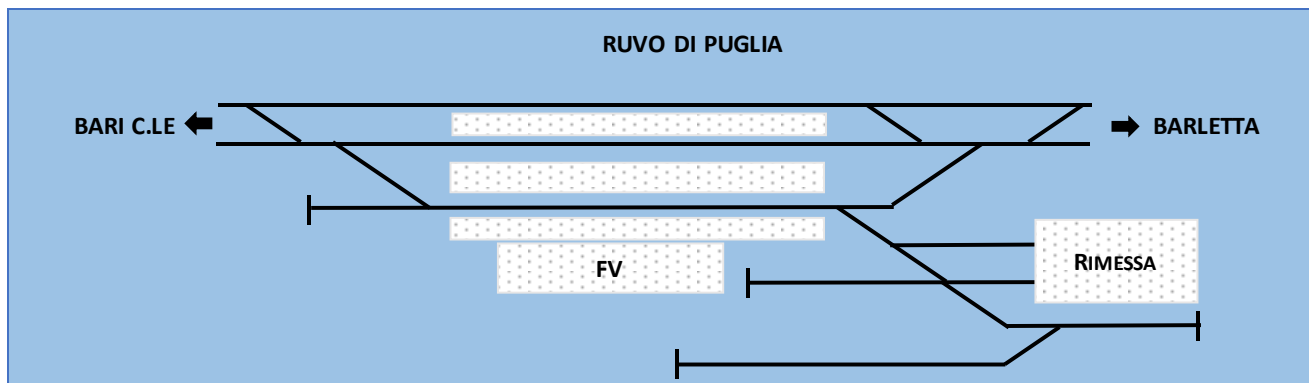 RUVO DI PUGLIA
BARI C.LE
BARLETTA
FV
RIMESSA